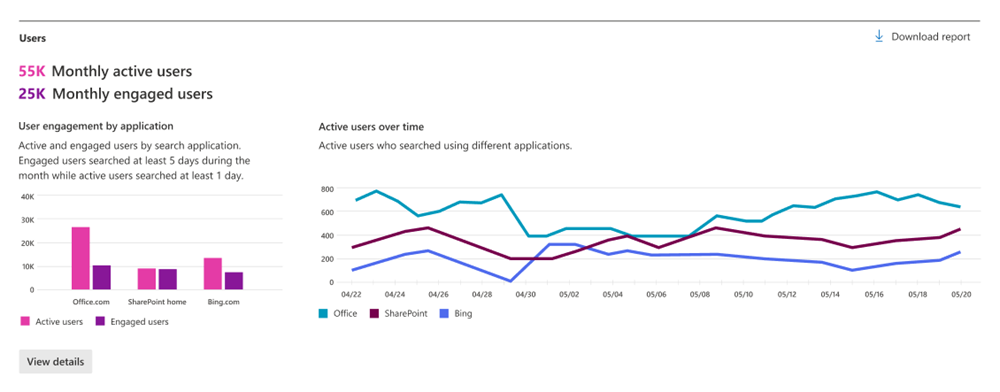 Users
Download report
55K Monthly active users
25K Monthly engaged users
User engagement by application
Active and engaged users by search application.
Engaged users searched at least 5 days during the
month while active users searched at least 1 day.
40K
30K
20K
10K
0
Office.com SharePoint home Bing.com
Active users Engaged users
Active users over time
Active users who searched using different applications.
800
600
400
200
0
04/22 04/24 04/26 04/28 04/30 05/02 05/04 05/06 05/08 05/10 05/12 05/14 05/16 05/18 05/20
Office SharePoint Bing
View details